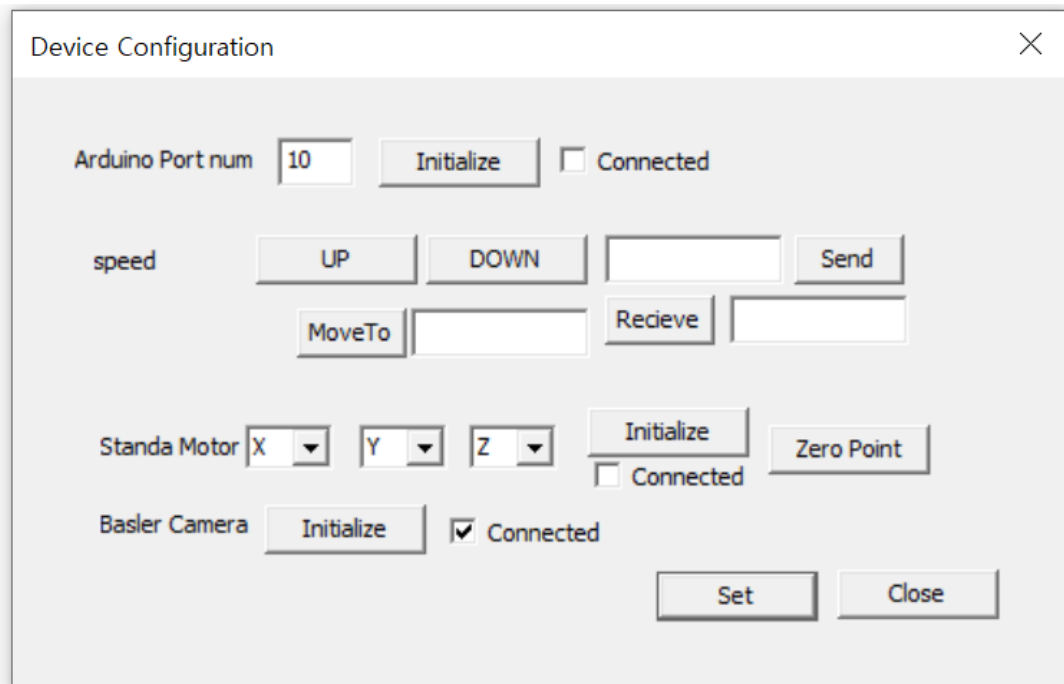 Device Configuration
Arduino Port num 10 Initialize Connected
speed UP DOWN Send
MoveTo Recieve
Standa Motor X Y Z Initialize Zero Point
Connected
Basler Camera Initialize Connected
Set Close